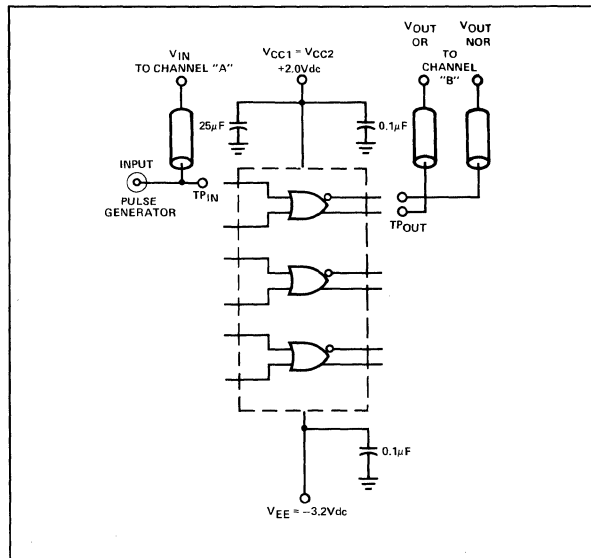 VIN
TO CHANNEL "A"
VCC1 = VCC2
+2.0Vdc
VOUT
OR
VOUT
NOR
TO
CHANNEL
"B"
25μF
0.1μF
INPUT
PULSE
GENERATOR
TPIN
TPOUT
0.1μF
VEE = -3.2Vdc